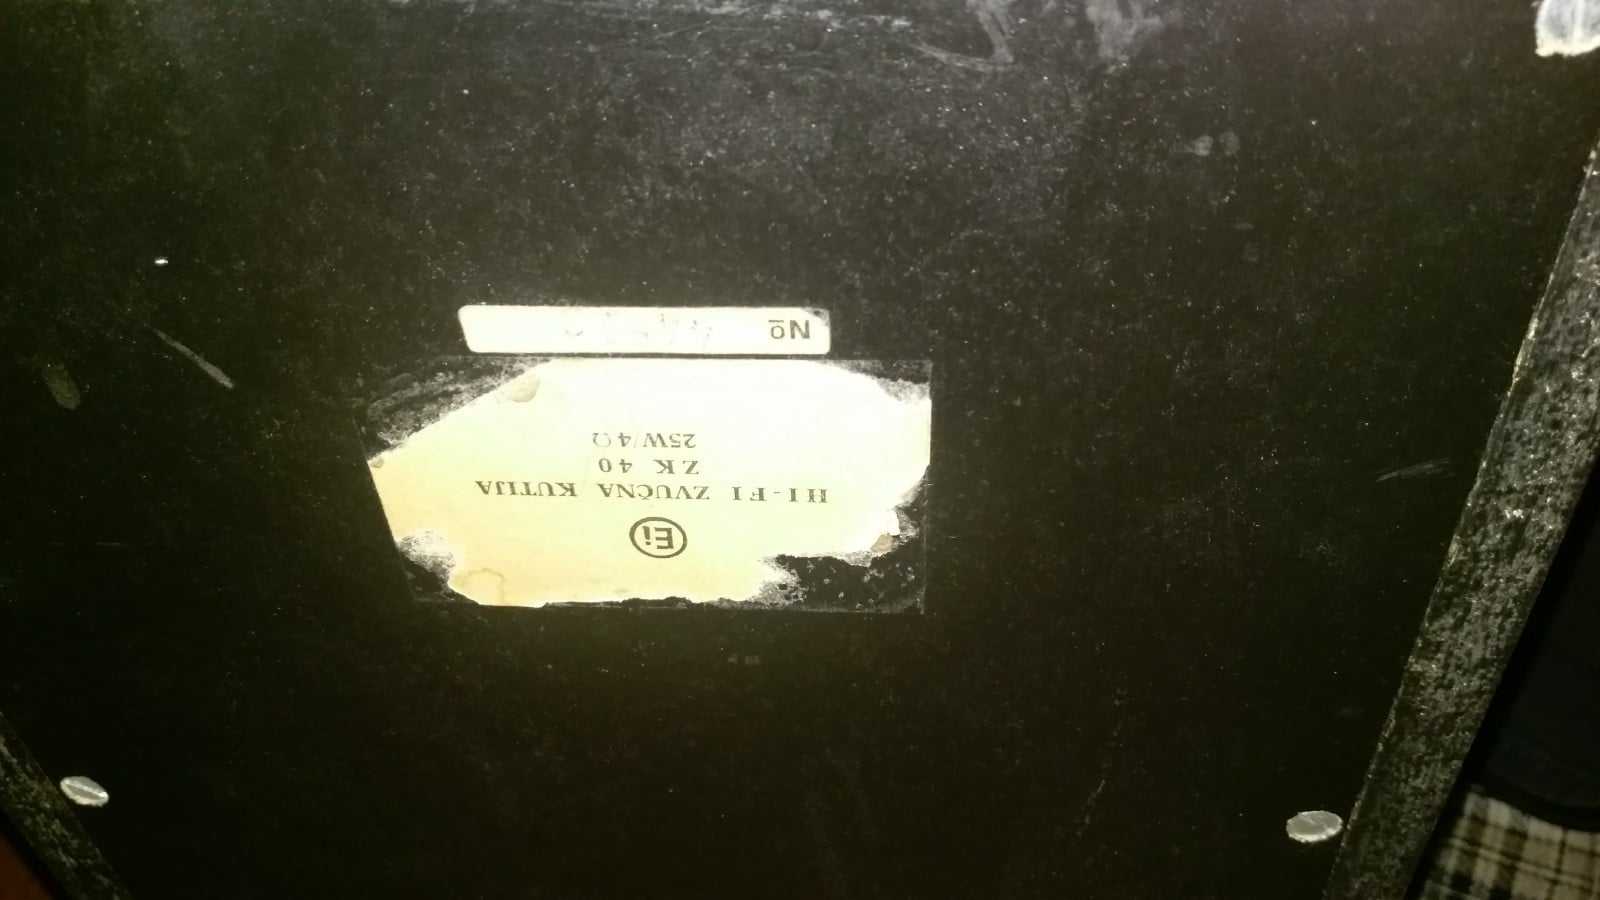 Ei
HI-FI ZVUČNA KUTIJA
ZK 40
25W/4Ω
№